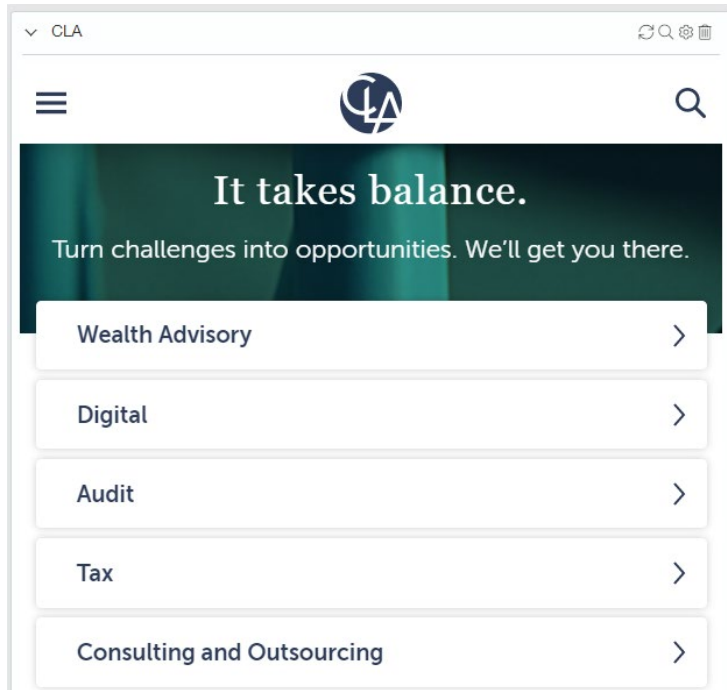 CLA
CLA
It takes balance.
Turn challenges into opportunities. We’ll get you there.
Wealth Advisory
Digital
Audit
Tax
Consulting and Outsourcing